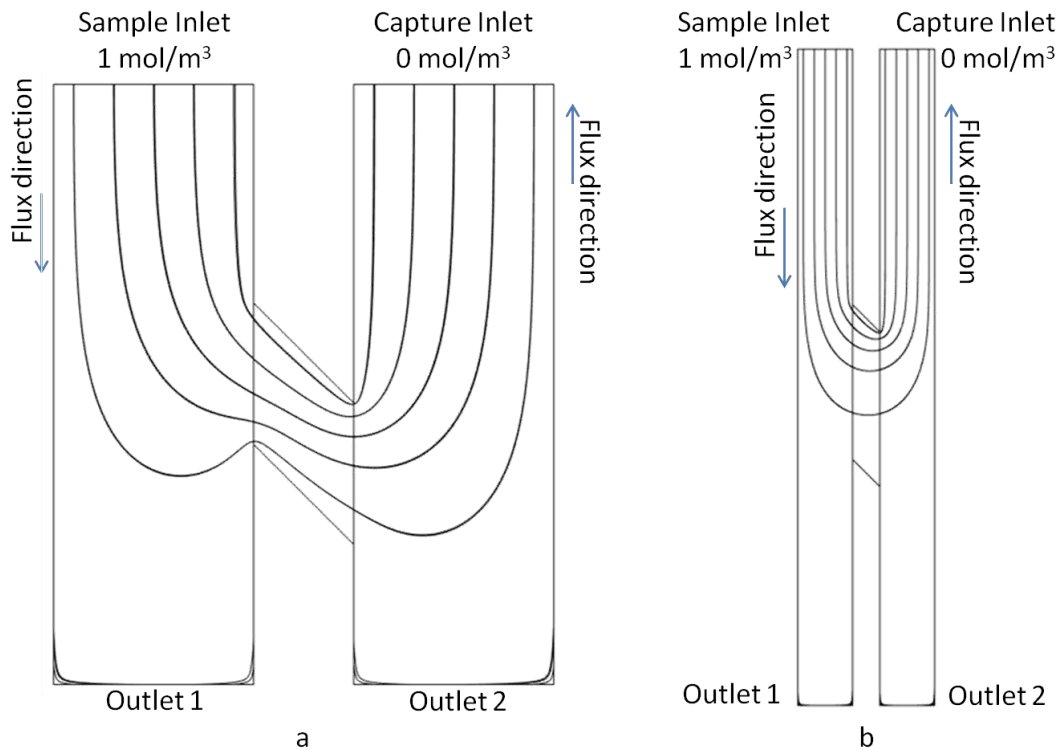 Sample Inlet
1 mol/m³
Capture Inlet
0 mol/m³
Flux direction
Flux direction
Outlet 1
Outlet 2
a
Sample Inlet
1 mol/m³
Capture Inlet
0 mol/m³
Flux direction
Flux direction
Outlet 1
Outlet 2
b